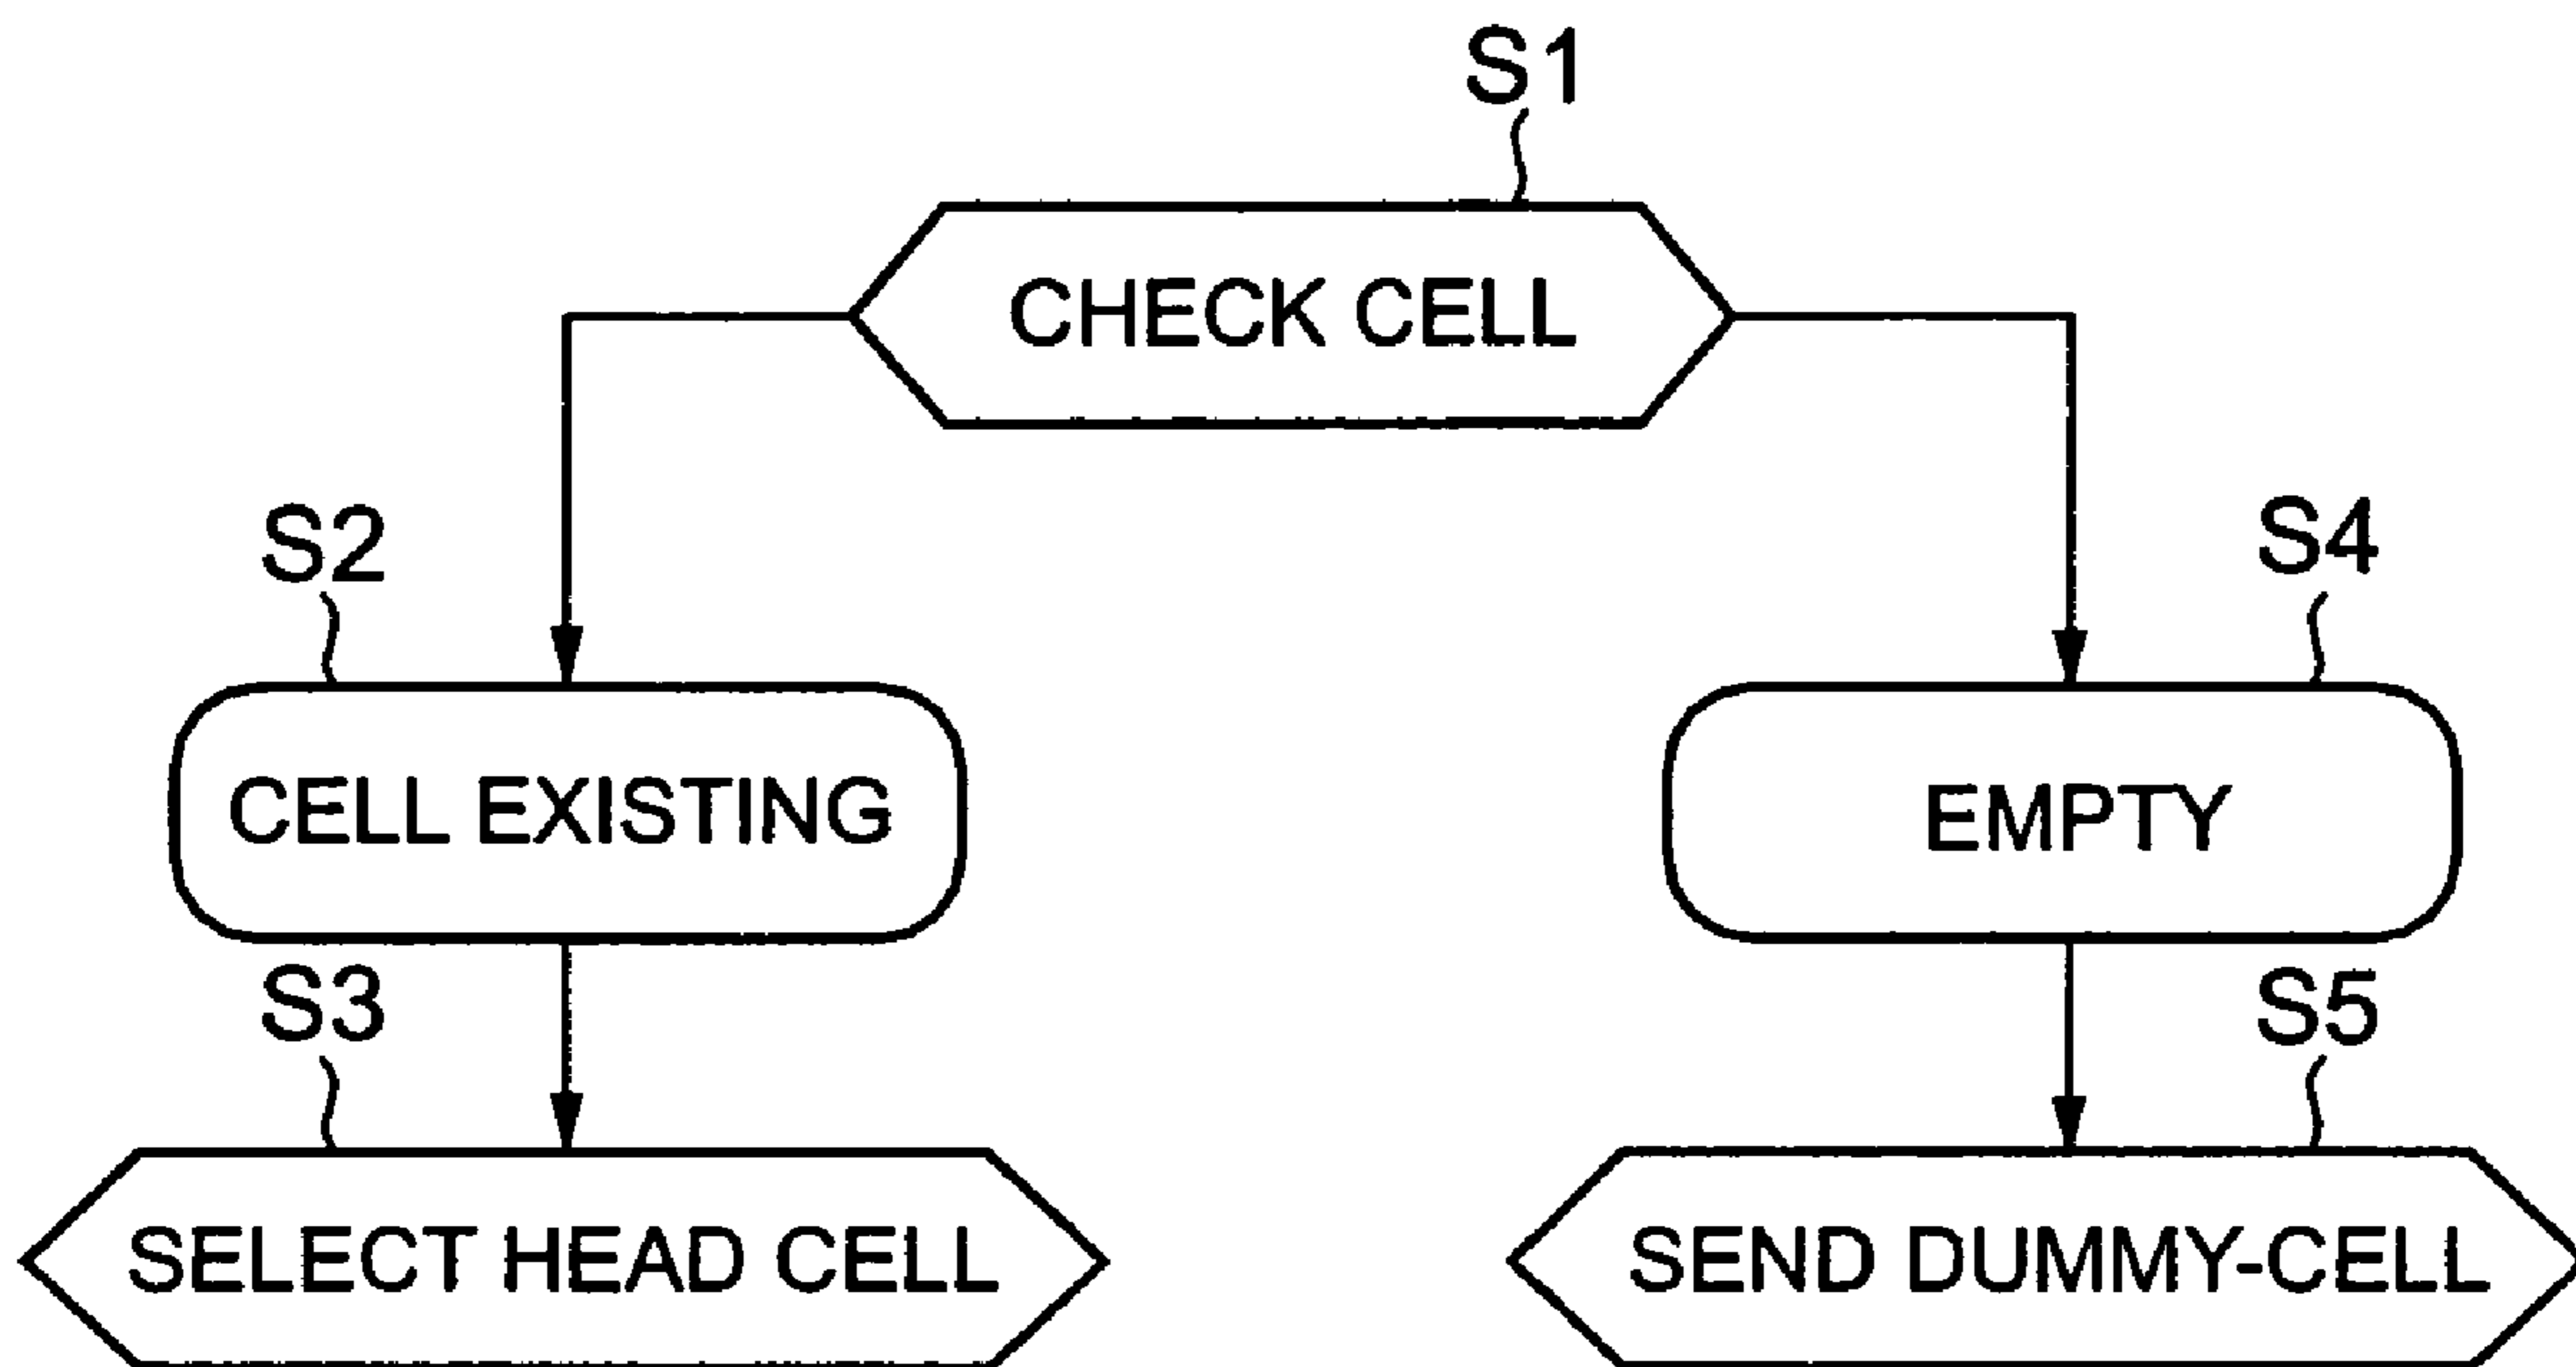 S1
CHECK CELL
S2
S4
CELL EXISTING
EMPTY
S3
S5
SELECT HEAD CELL
SEND DUMMY-CELL